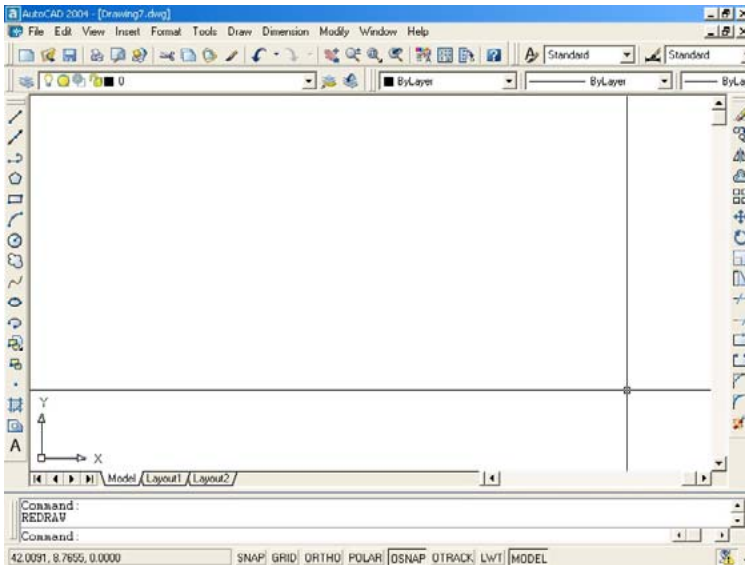 AutoCAD 2004 - [Drawing7.dwg]
File Edit View Insert Format Tools Draw Dimension Modify Window Help
Standard Standard
0 ByLayer ByLayer ByLa
A
Y
X
Model Layout1 Layout2
Command:
REDRAW
Command:
42.0091, 8.7655, 0.0000 SNAP GRID ORTHO POLAR OSNAP OTRACK LWT MODEL